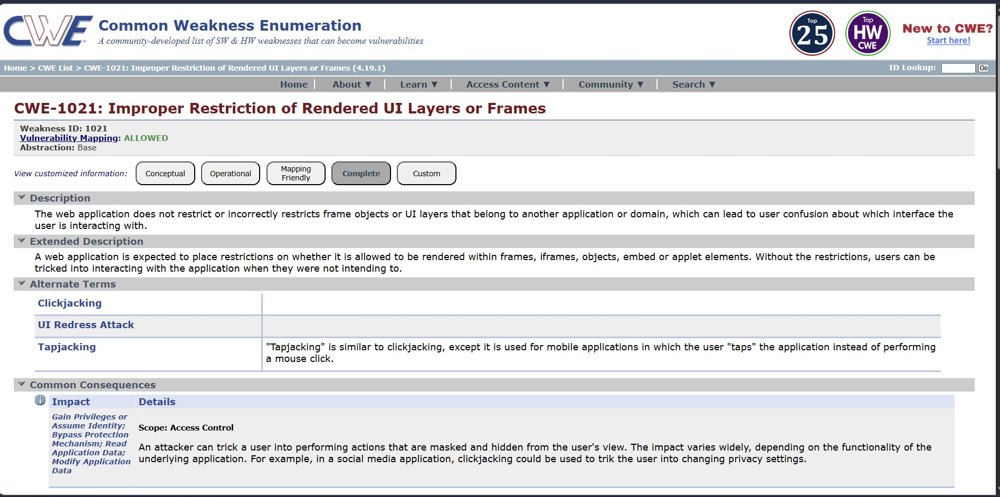 CWE
Common Weakness Enumeration
A community-developed list of SW & HW weaknesses that can become vulnerabilities
Top
25
Top
HW
CWE
New to CWE?
Start here!
Home > CWE List > CWE-1021: Improper Restriction of Rendered UI Layers or Frames (4.19.1)
ID Lookup:
Go
Home
About ▼
Learn ▼
Access Content ▼
Community ▼
Search ▼
CWE-1021: Improper Restriction of Rendered UI Layers or Frames
Weakness ID: 1021
Vulnerability Mapping: ALLOWED
Abstraction: Base
View customized information:
Conceptual
Operational
Mapping
Friendly
Complete
Custom
Description
The web application does not restrict or incorrectly restricts frame objects or UI layers that belong to another application or domain, which can lead to user confusion about which interface the
user is interacting with.
Extended Description
A web application is expected to place restrictions on whether it is allowed to be rendered within frames, iframes, objects, embed or applet elements. Without the restrictions, users can be
tricked into interacting with the application when they were not intending to.
Alternate Terms
Clickjacking
UI Redress Attack
Tapjacking
"Tapjacking" is similar to clickjacking, except it is used for mobile applications in which the user "taps" the application instead of performing
a mouse click.
Common Consequences
Impact
Details
Gain Privileges or
Assume Identity;
Bypass Protection
Mechanism; Read
Application Data;
Modify Application
Data
Scope: Access Control
An attacker can trick a user into performing actions that are masked and hidden from the user's view. The impact varies widely, depending on the functionality of the
underlying application. For example, in a social media application, clickjacking could be used to trik the user into changing privacy settings.